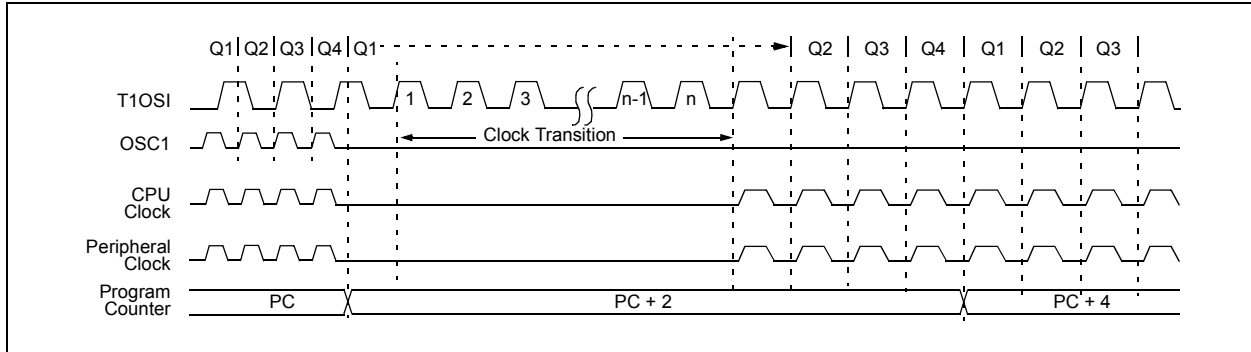 Q1 Q2 Q3 Q4 Q1 Q2 Q3 Q4 Q1 Q2 Q3
T1OSI
1 2 3 n-1 n
Clock Transition
OSC1
CPU
Clock
Peripheral
Clock
Program
Counter
PC PC + 2 PC + 4